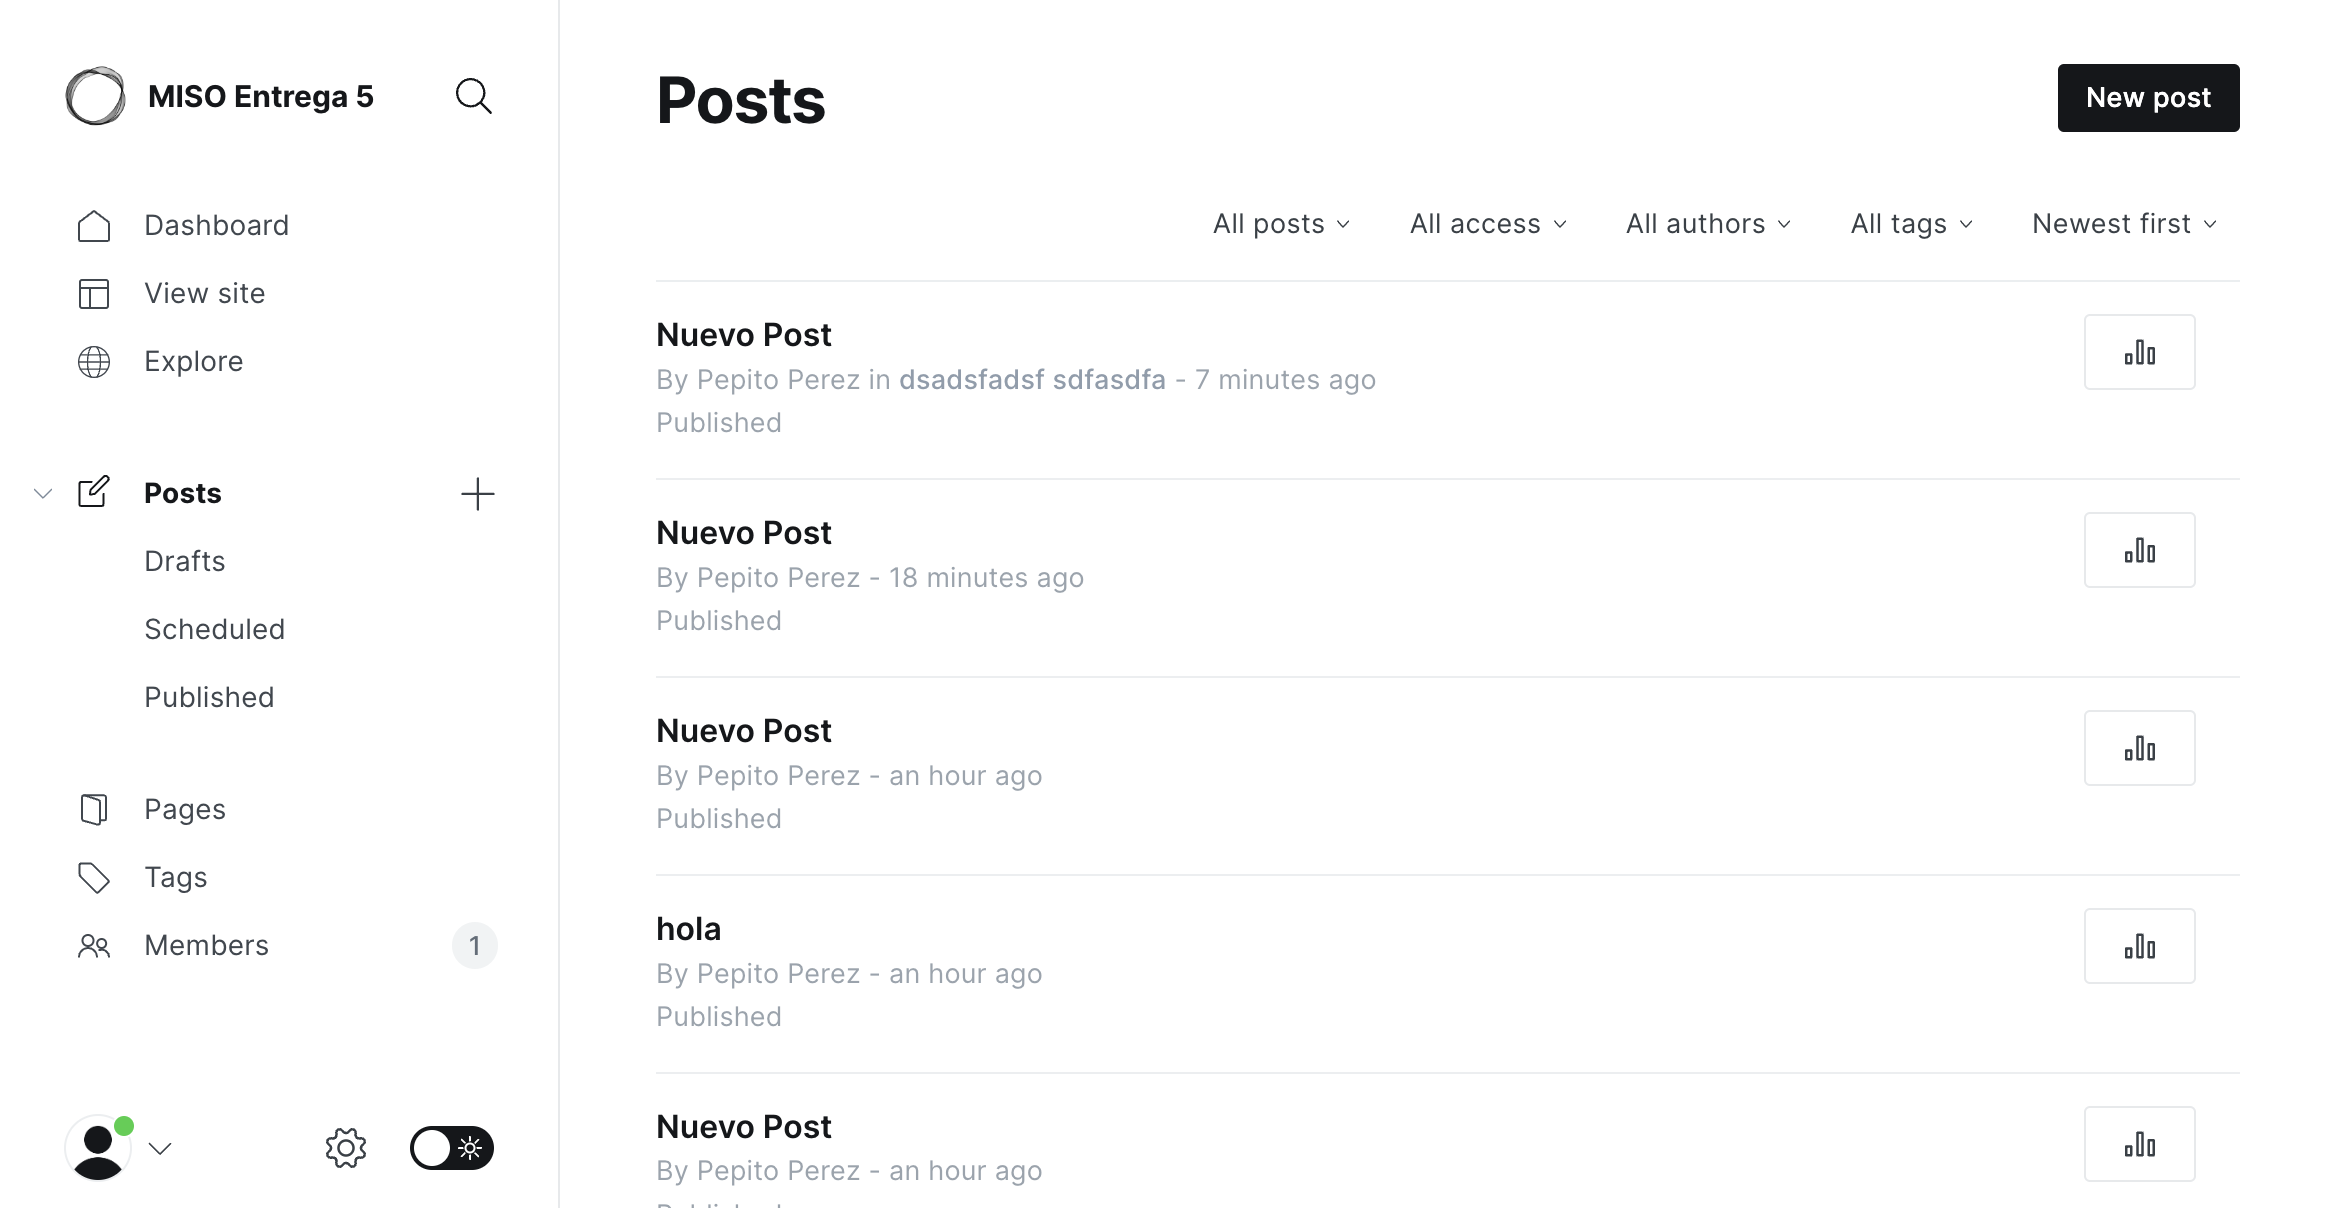 MISO Entrega 5
Dashboard
View site
Explore
Posts
Drafts
Scheduled
Published
Pages
Tags
Members 1
Posts
New post
All posts All access All authors All tags Newest first
Nuevo Post
By Pepito Perez in dsadsfadsf sdfasdfa - 7 minutes ago
Published
Nuevo Post
By Pepito Perez - 18 minutes ago
Published
Nuevo Post
By Pepito Perez - an hour ago
Published
hola
By Pepito Perez - an hour ago
Published
Nuevo Post
By Pepito Perez - an hour ago